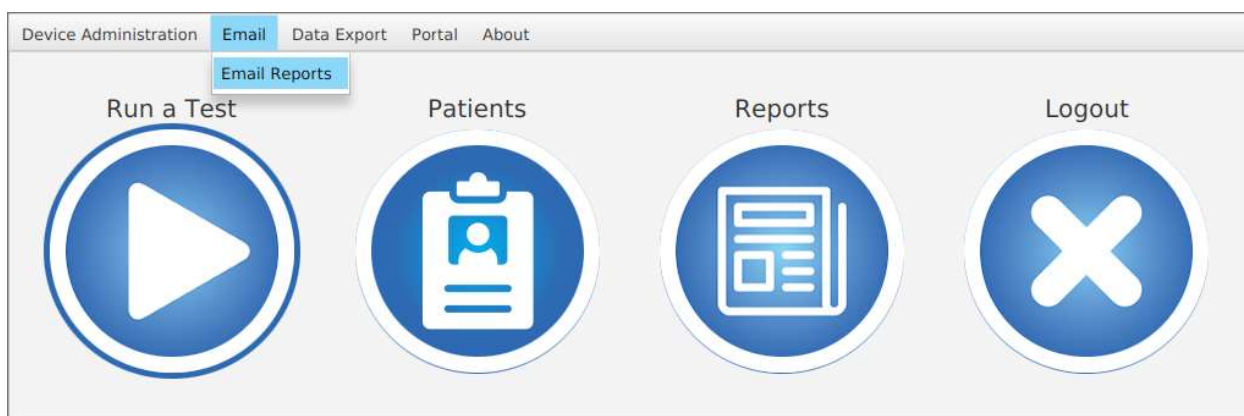 Device Administration Email Data Export Portal About
Email Reports
Run a Test Patients Reports Logout